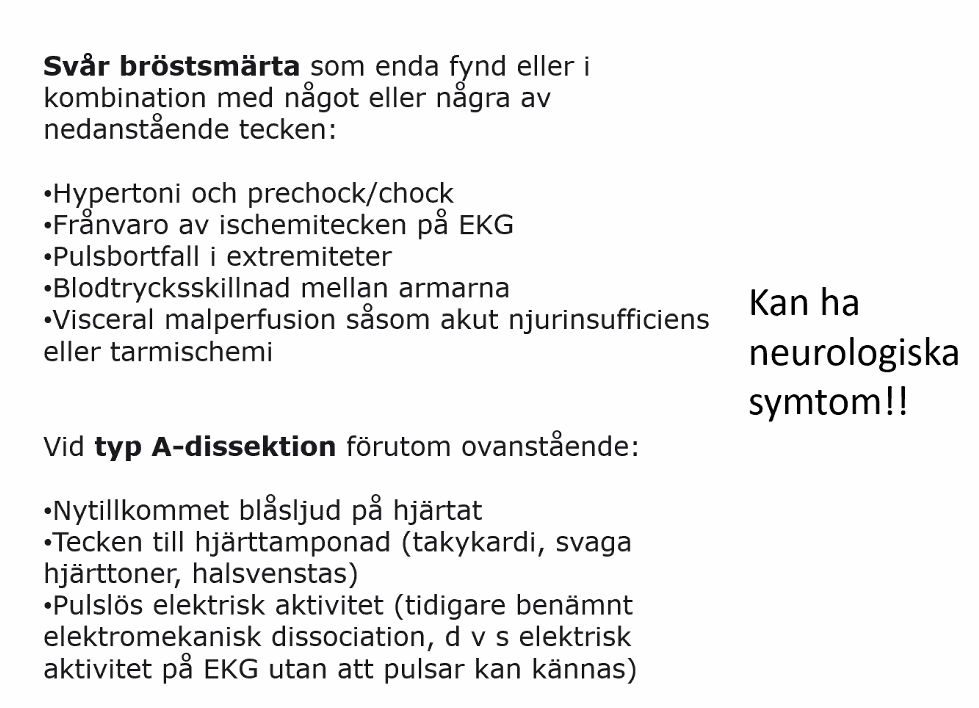 Svår bröstsmärta som enda fynd eller i
kombination med något eller några av
nedanstående tecken:
•Hypertoni och prechock/chock
•Frånvaro av ischemitecken på EKG
•Pulsbortfall i extremiteter
•Blodtrycksskillnad mellan armarna
•Visceral malperfusion såsom akut njurinsufficiens
eller tarmischemi
Kan ha
neurologiska
symtom!!
Vid typ A-dissektion förutom ovanstående:
•Nytillkommet blåsljud på hjärtat
•Tecken till hjärttamponad (takykardi, svaga
hjärttoner, halsvenstas)
•Pulslös elektrisk aktivitet (tidigare benämnt
elektromekanisk dissociation, d v s elektrisk
aktivitet på EKG utan att pulsar kan kännas)